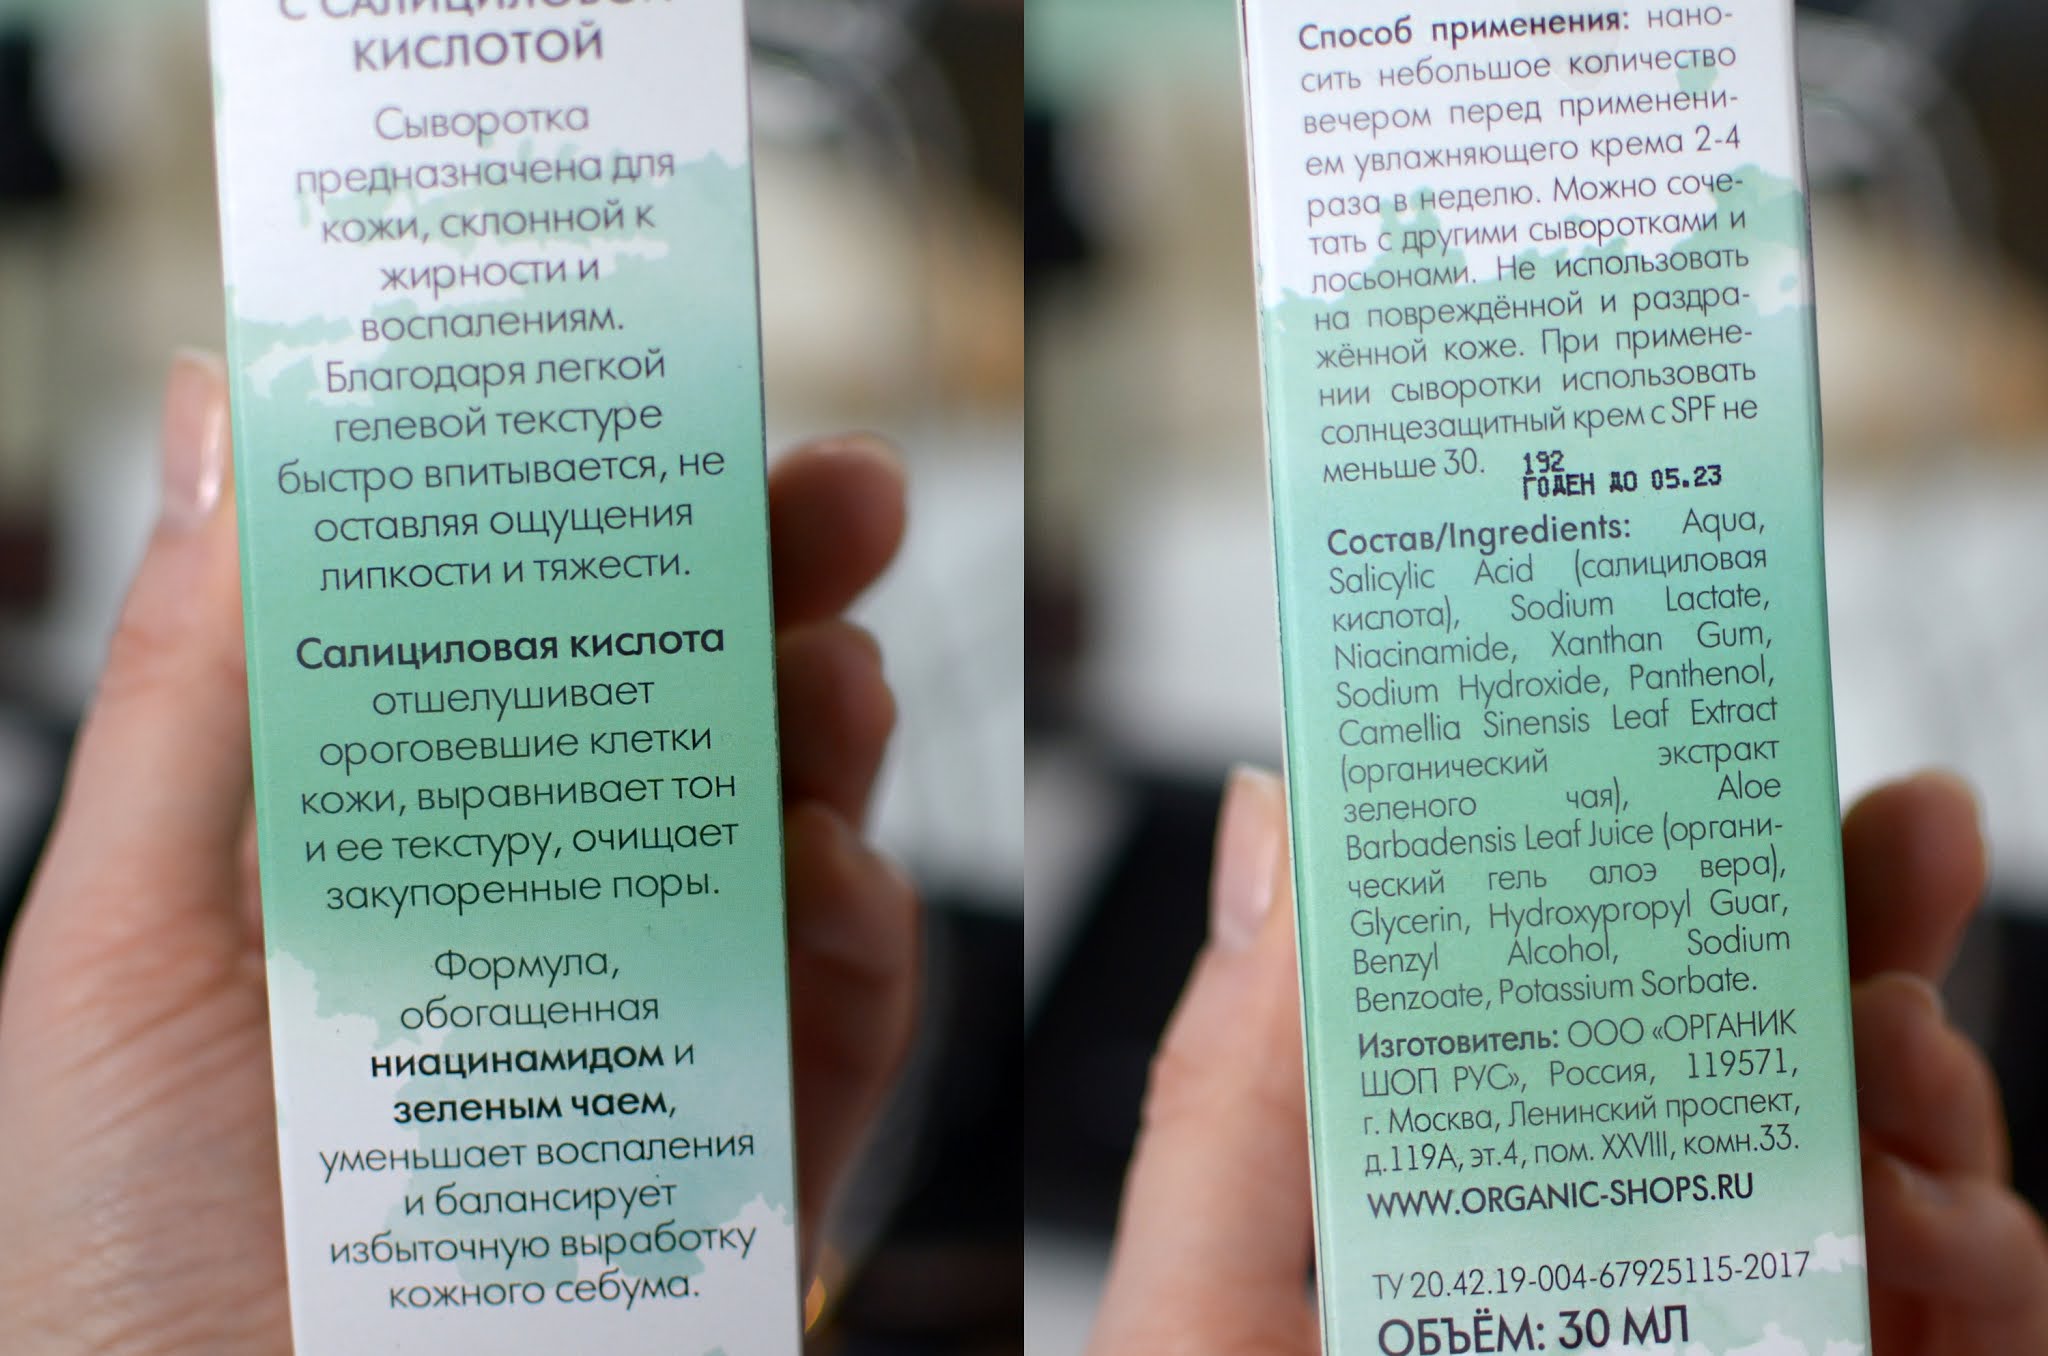 С САЛИЦИЛОВОЙ
КИСЛОТОЙ
Сыворотка
предназначена для
кожи, склонной к
жирности и
воспалениям.
Благодаря легкой
гелевой текстуре
быстро впитывается, не
оставляя ощущения
липкости и тяжести.
Салициловая кислота
отшелушивает
ороговевшие клетки
кожи, выравнивает тон
и ее текстуру, очищает
закупоренные поры.
Формула,
обогащенная
ниацинамидом и
зеленым чаем,
уменьшает воспаления
и балансирует
избыточную выработку
кожного себума.
Способ применения: нано-
сить небольшое количество
вечером перед применени-
ем увлажняющего крема 2-4
раза в неделю. Можно соче-
тать с другими сыворотками и
лосьонами. Не использовать
на повреждённой и раздра-
жённой коже. При примене-
нии сыворотки использовать
солнцезащитный крем с SPF не
меньше 30.
192
ГОДЕН ДО 05.23
Состав/Ingredients: Aqua,
Salicylic Acid (салициловая
кислота), Sodium Lactate,
Niacinamide, Xanthan Gum,
Sodium Hydroxide, Panthenol,
Camellia Sinensis Leaf Extract
(органический экстракт
зеленого чая), Aloe
Barbadensis Leaf Juice (органи-
ческий гель алоэ вера),
Glycerin, Hydroxypropyl Guar,
Benzyl Alcohol, Sodium
Benzoate, Potassium Sorbate.
Изготовитель: ООО «ОРГАНИК
ШОП РУС», Россия, 119571,
г. Москва, Ленинский проспект,
д.119А, эт.4, пом. XXVIII, комн.33.
WWW.ORGANIC-SHOPS.RU
ТУ 20.42.19-004-67925115-2017
ОБЪЁМ: 30 МЛ